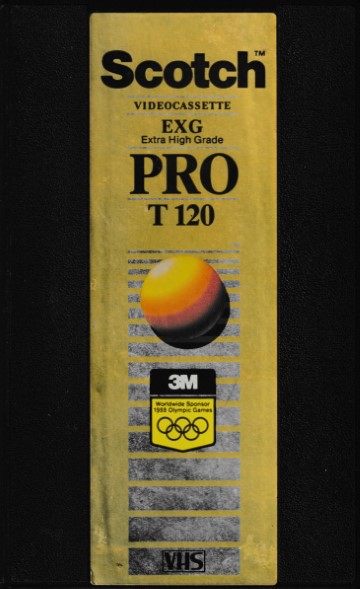 Scotch™
VIDEOCASSETTE
EXG
Extra High Grade
PRO
T 120
3M
Worldwide Sponsor
1988 Olympic Games
VHS